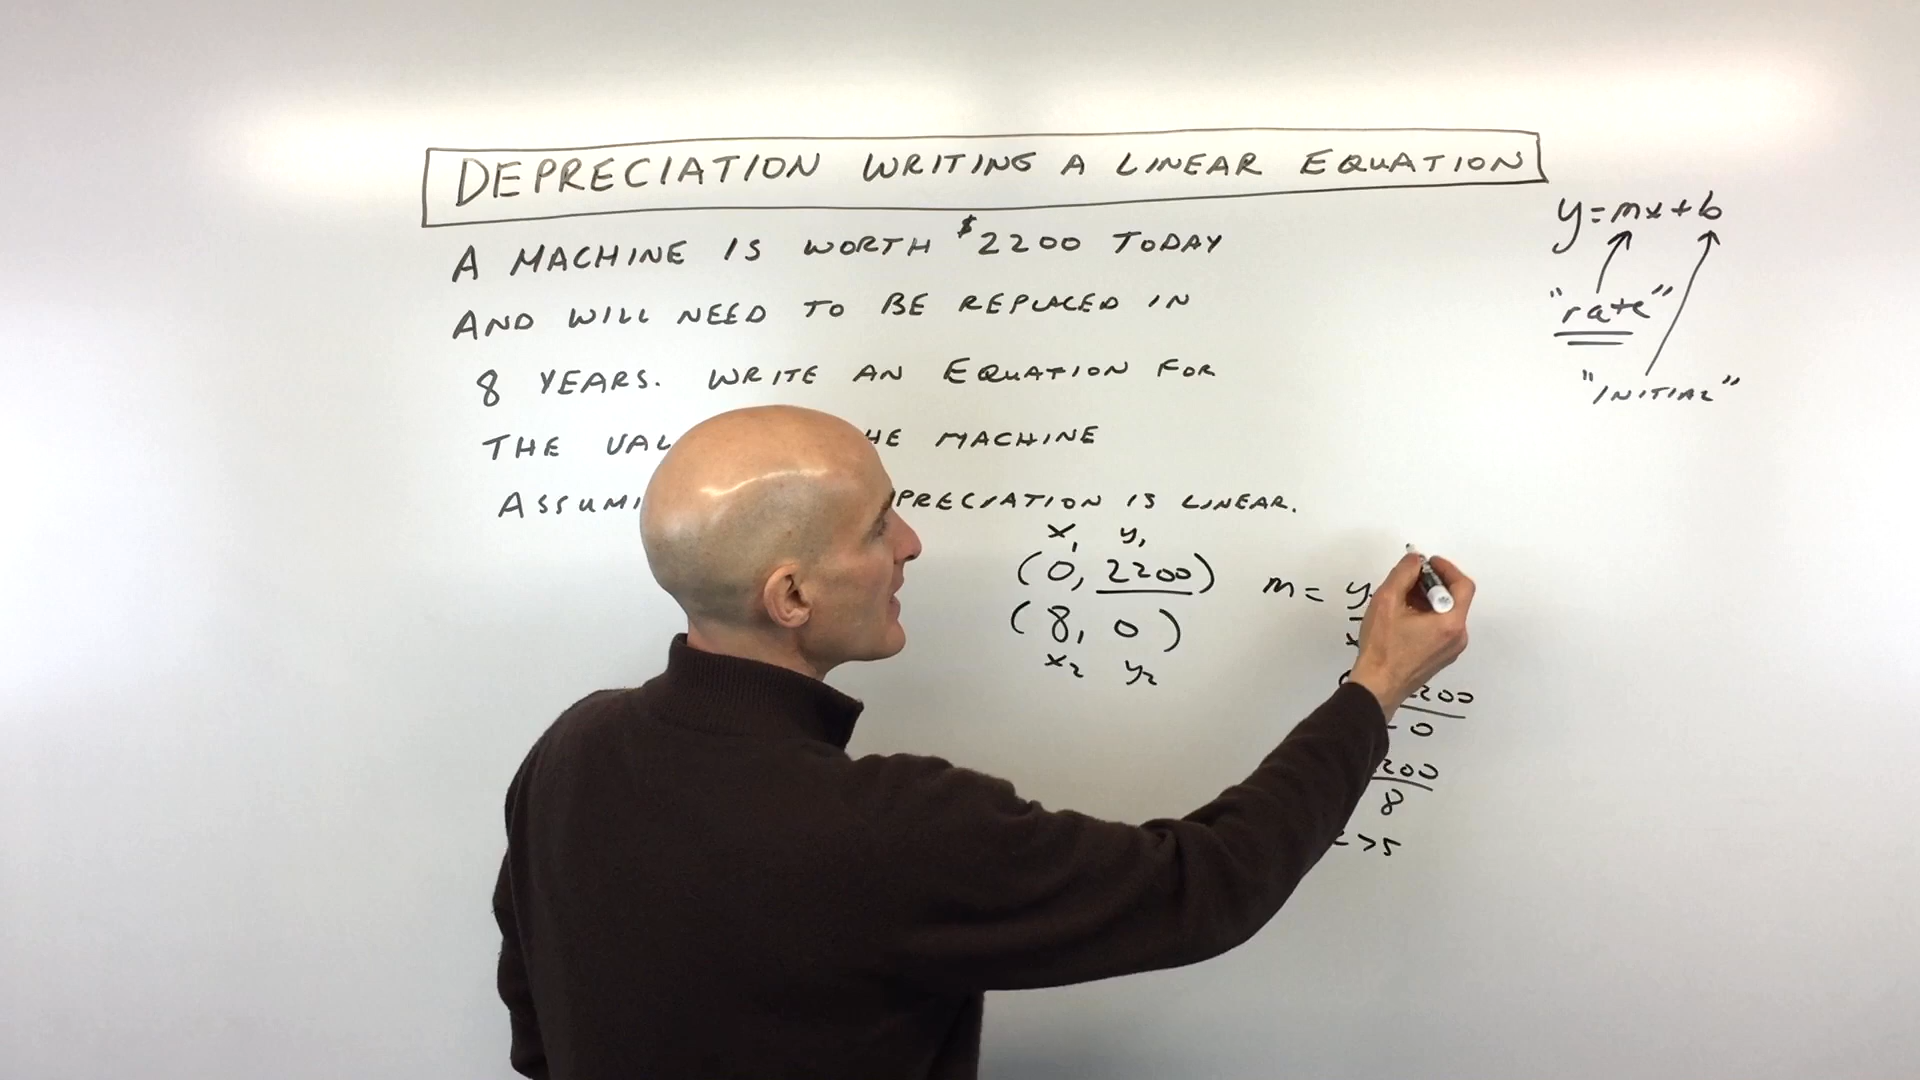 DEPRECIATION WRITING A LINEAR EQUATION
A MACHINE IS WORTH $2200 TODAY
AND WILL NEED TO BE REPLACED IN
8 YEARS. WRITE AN EQUATION FOR
THE MACHINE
IS LINEAR.
x₁ y₁
(0, 2200)
(8, 0)
x₂ y₂
m = y
- 0
8
y=mx+b
"rate"
"INITIAL"